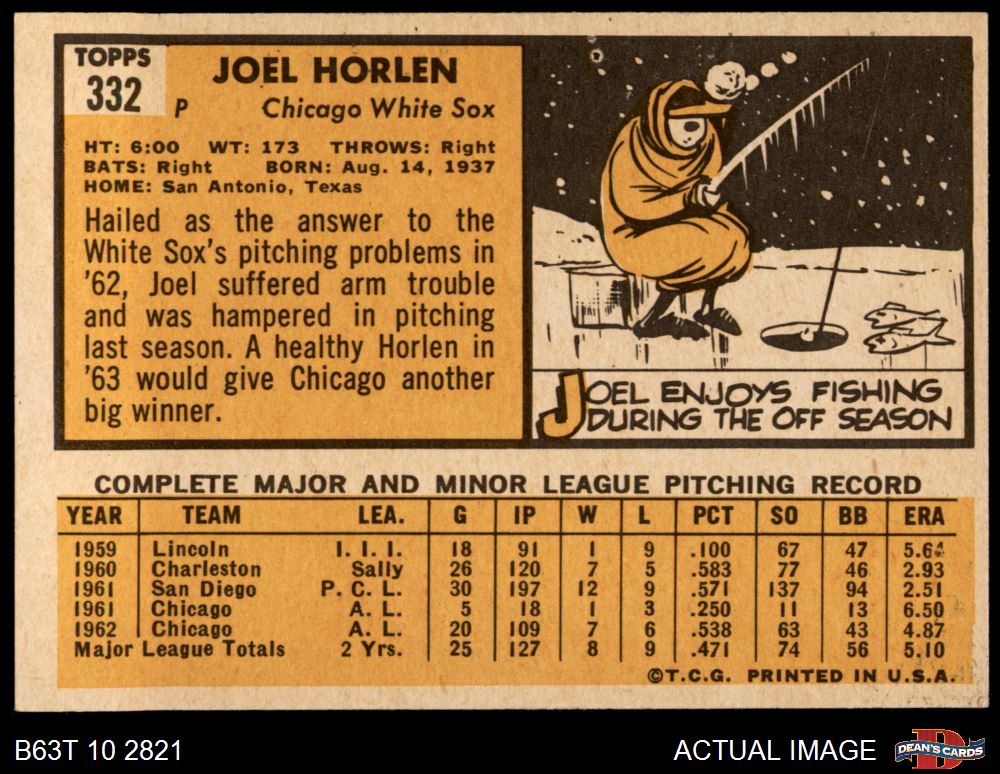 TOPPS
332
JOEL HORLEN
P Chicago White Sox
HT: 6:00 WT: 173 THROWS: Right
BATS: Right BORN: Aug. 14, 1937
HOME: San Antonio, Texas
Hailed as the answer to the
White Sox's pitching problems in
'62, Joel suffered arm trouble
and was hampered in pitching
last season. A healthy Horlen in
'63 would give Chicago another
big winner.
JOEL ENJOYS FISHING
DURING THE OFF SEASON
COMPLETE MAJOR AND MINOR LEAGUE PITCHING RECORD
YEAR TEAM LEA. G IP W L PCT SO BB ERA
1959 Lincoln I. I. I. 18 91 1 9 .100 67 47 5.64
1960 Charleston Sally 26 120 7 5 .583 77 46 2.93
1961 San Diego P. C. L. 30 197 12 9 .571 137 94 2.51
1961 Chicago A. L. 5 18 1 3 .250 11 13 6.50
1962 Chicago A. L. 20 109 7 6 .538 63 43 4.87
Major League Totals 2 Yrs. 25 127 8 9 .471 74 56 5.10
©T.C.G. PRINTED IN U.S.A.
B63T 10 2821
ACTUAL IMAGE
D
DEAN'S CARDS